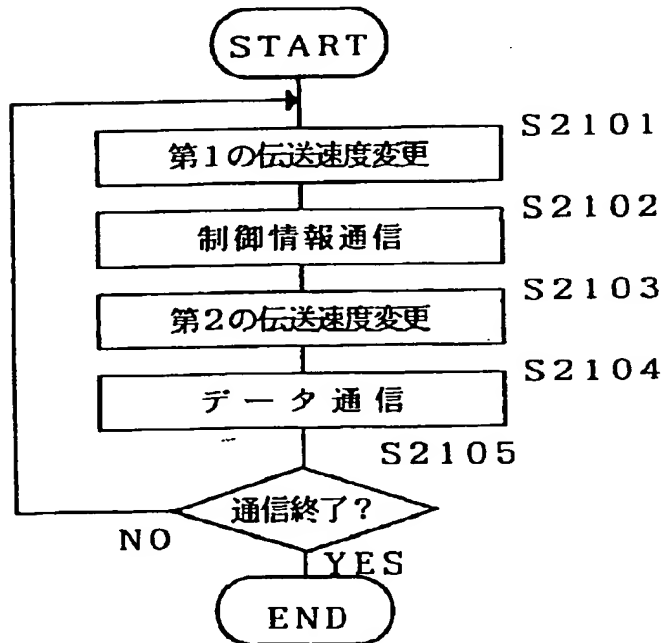 START
S2101
第1の伝送速度変更
S2102
制御情報通信
S2103
第2の伝送速度変更
S2104
データ通信
S2105
通信終了?
NO
YES
END